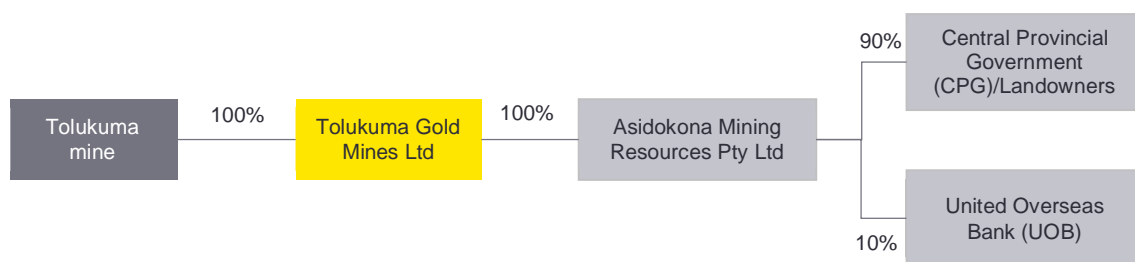 Tolukuma
mine
100%
Tolukuma Gold
Mines Ltd
100%
Asidokona Mining
Resources Pty Ltd
90%
Central Provincial
Government
(CPG)/Landowners
10%
United Overseas
Bank (UOB)